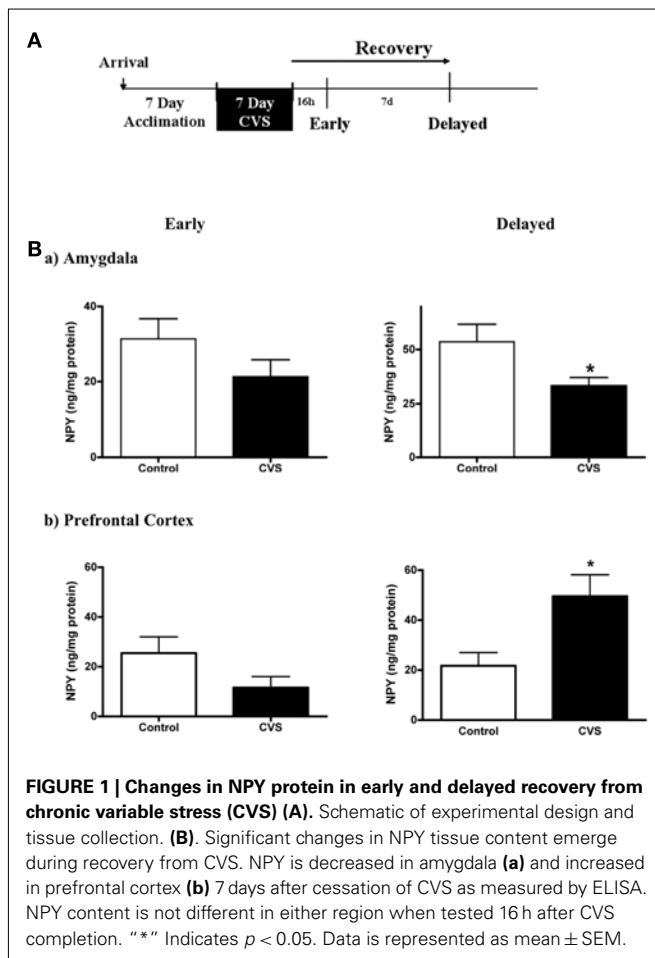 A
Recovery
Arrival
7 Day
Acclimation
7 Day
CVS
16h
7d
Early
Delayed
Early
Delayed
B
a) Amygdala
NPY (ng/mg protein)
40
20
0
Control
CVS
NPY (ng/mg protein)
50
25
0
*
Control
CVS
b) Prefrontal Cortex
NPY (ng/mg protein)
60
40
20
0
Control
CVS
NPY (ng/mg protein)
60
40
20
0
*
Control
CVS
FIGURE 1 | Changes in NPY protein in early and delayed recovery from
chronic variable stress (CVS) (A). Schematic of experimental design and
tissue collection. (B). Significant changes in NPY tissue content emerge
during recovery from CVS. NPY is decreased in amygdala (a) and increased
in prefrontal cortex (b) 7 days after cessation of CVS as measured by ELISA.
NPY content is not different in either region when tested 16 h after CVS
completion. “*” Indicates p < 0.05. Data is represented as mean ± SEM.